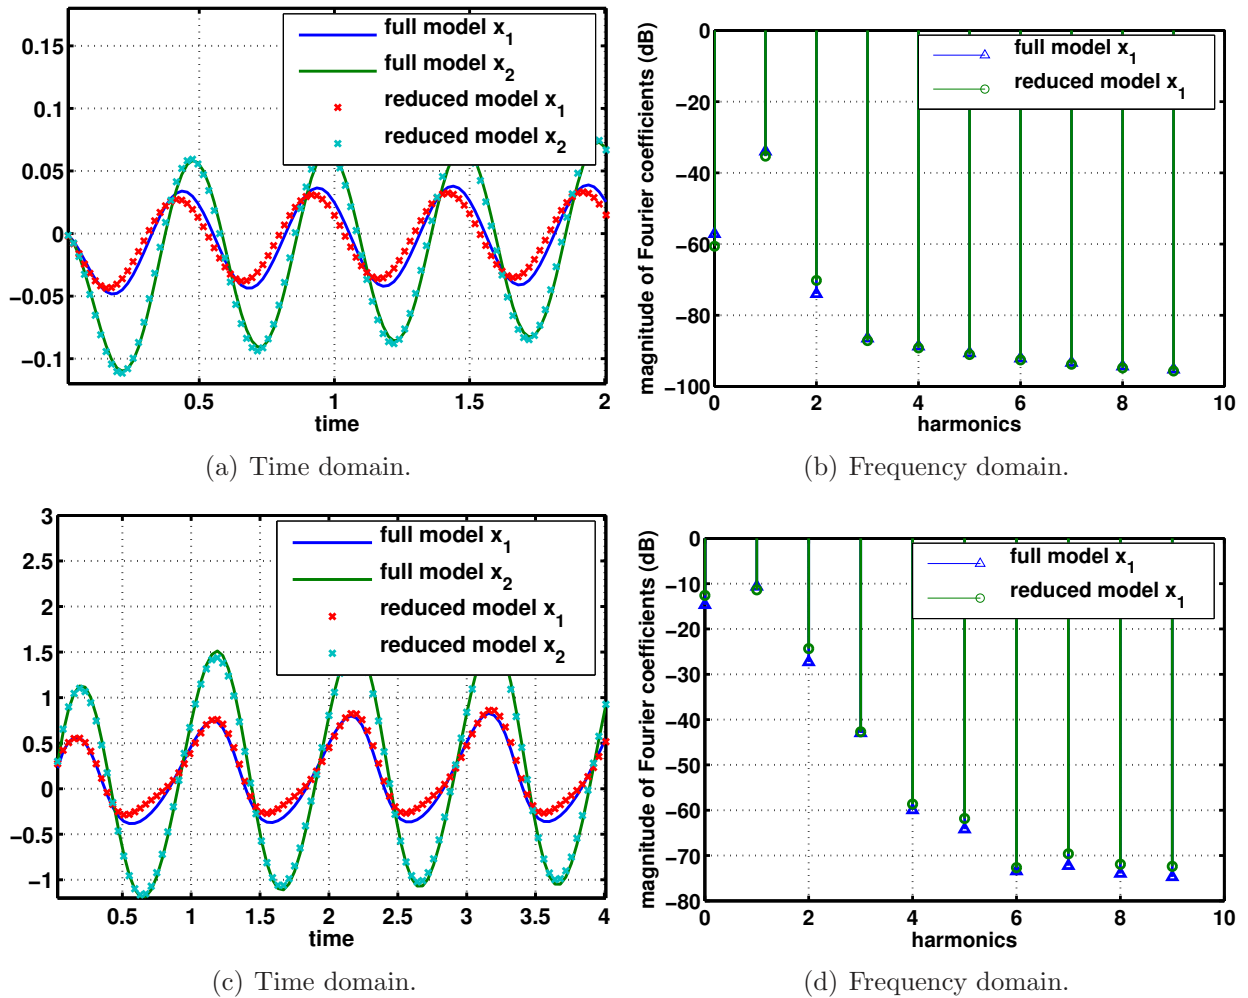 0.15
0.1
0.05
0
−0.05
−0.1
0.5
1
1.5
2
time
full model x1
full model x2
reduced model x1
reduced model x2
(a) Time domain.
magnitude of Fourier coefficients (dB)
0
−20
−40
−60
−80
−100
0
2
4
6
8
10
harmonics
full model x1
reduced model x1
(b) Frequency domain.
3
2.5
2
1.5
1
0.5
0
−0.5
−1
0.5
1
1.5
2
2.5
3
3.5
4
time
full model x1
full model x2
reduced model x1
reduced model x2
(c) Time domain.
magnitude of Fourier coefficients (dB)
0
−10
−20
−30
−40
−50
−60
−70
−80
0
2
4
6
8
10
harmonics
full model x1
reduced model x1
(d) Frequency domain.